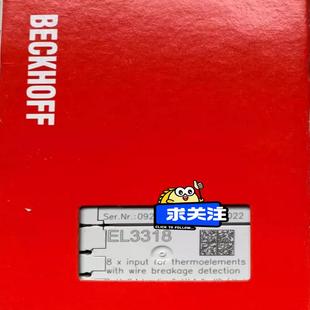 BECKHOFF
Ser.Nr.:092
022
求关注
CLICK TO FOLLOW
EL3318
8 x input for thermoelements
with wire breakage detection